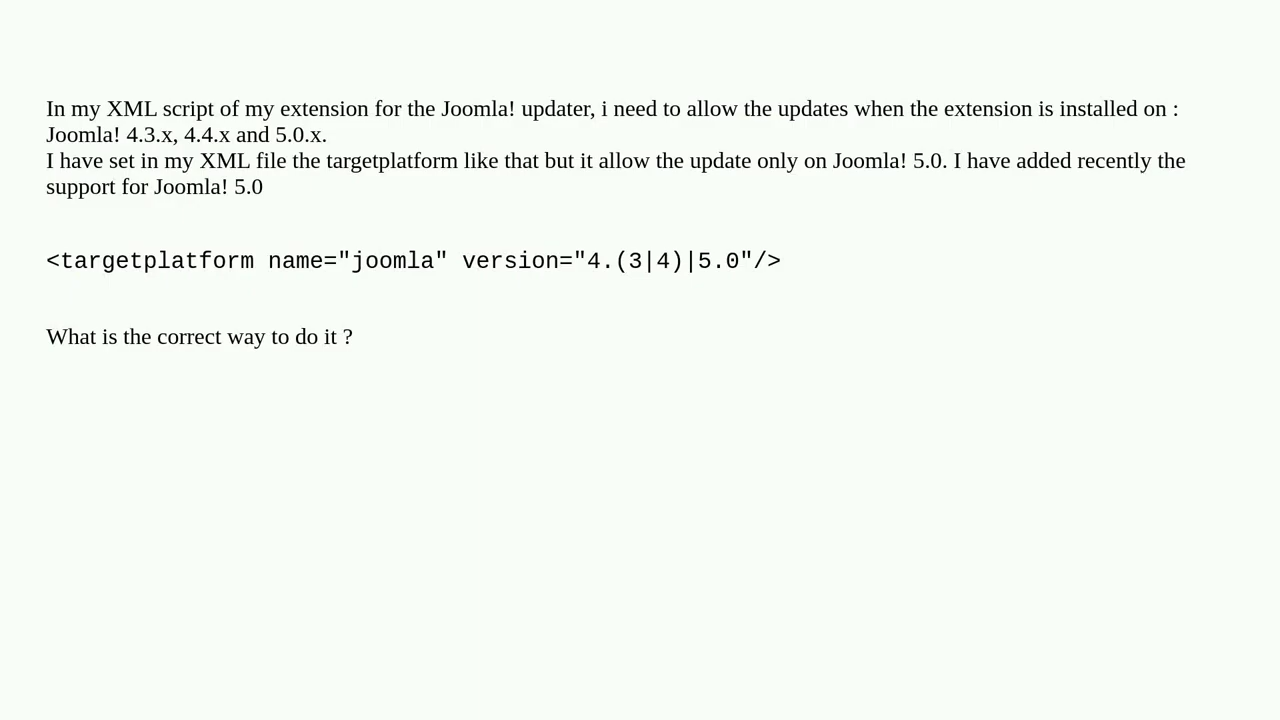 In my XML script of my extension for the Joomla! updater, i need to allow the updates when the extension is installed on :
Joomla! 4.3.x, 4.4.x and 5.0.x.
I have set in my XML file the targetplatform like that but it allow the update only on Joomla! 5.0. I have added recently the
support for Joomla! 5.0
<targetplatform name="joomla" version="4.(3|4)|5.0"/>
What is the correct way to do it ?